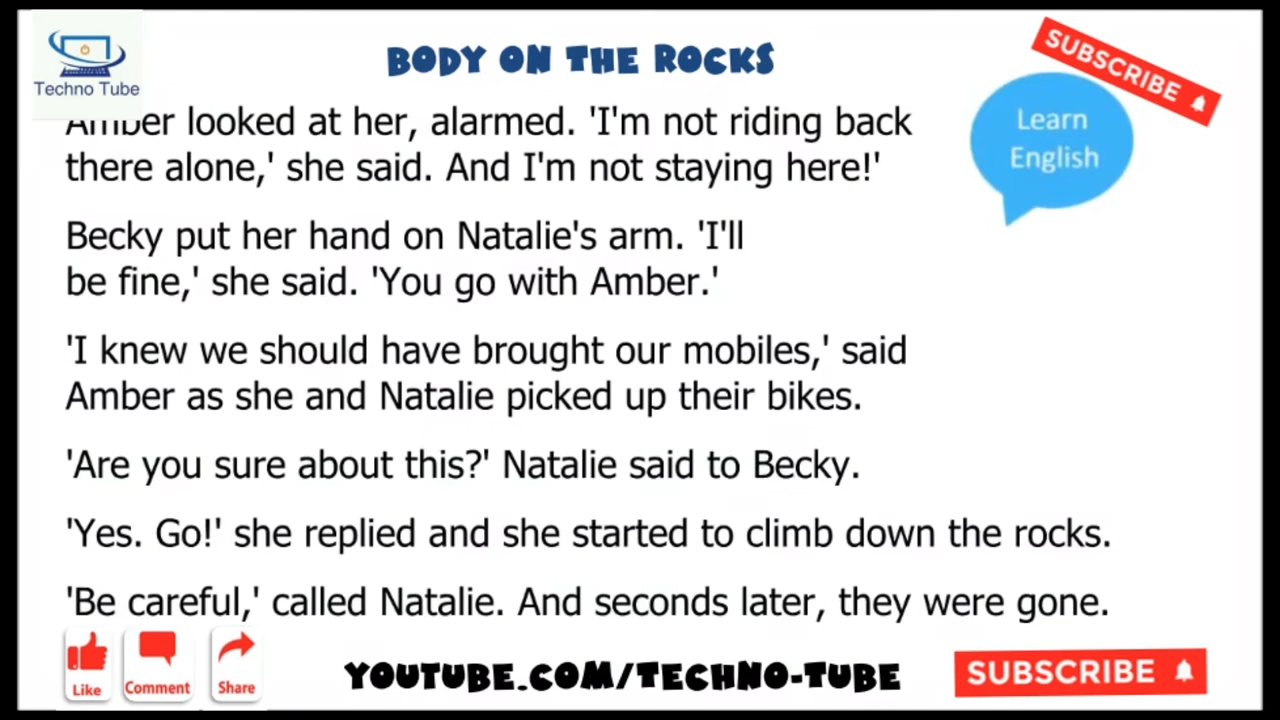 BODY ON THE ROCKS
SUBSCRIBE
Techno Tube
Learn
English
Amber looked at her, alarmed. 'I'm not riding back
there alone,' she said. And I'm not staying here!'
Becky put her hand on Natalie's arm. 'I'll
be fine,' she said. 'You go with Amber.'
'I knew we should have brought our mobiles,' said
Amber as she and Natalie picked up their bikes.
'Are you sure about this?' Natalie said to Becky.
'Yes. Go!' she replied and she started to climb down the rocks.
'Be careful,' called Natalie. And seconds later, they were gone.
Like
Comment
Share
YOUTUBE.COM/TECHNO-TUBE
SUBSCRIBE